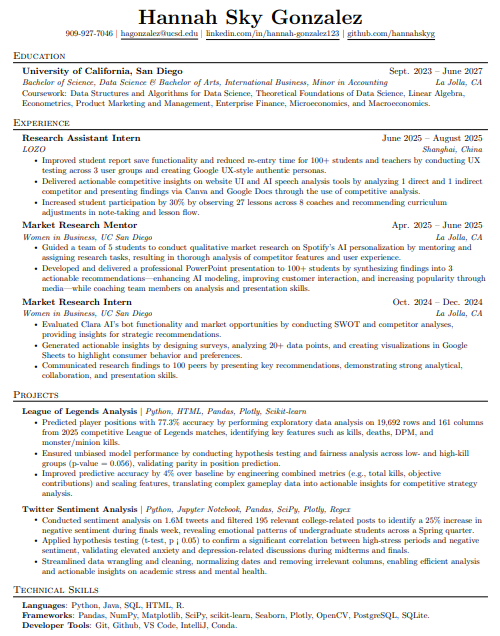 Hannah Sky Gonzalez
909-927-7046 | hagonzalez@ucsd.edu | linkedin.com/in/hannah-gonzalez123 | github.com/hannahskyg
Education
University of California, San Diego Sept. 2023 – June 2027
Bachelor of Science, Data Science & Bachelor of Arts, International Business, Minor in Accounting La Jolla, CA
Coursework: Data Structures and Algorithms for Data Science, Theoretical Foundations of Data Science, Linear Algebra,
Econometrics, Product Marketing and Management, Enterprise Finance, Microeconomics, and Macroeconomics.
Experience
Research Assistant Intern June 2025 – August 2025
LOZO Shanghai, China
• Improved student report save functionality and reduced re-entry time for 100+ students and teachers by conducting UX
testing across 3 user groups and creating Google UX-style authentic personas.
• Delivered actionable competitive insights on website UI and AI speech analysis tools by analyzing 1 direct and 1 indirect
competitor and presenting findings via Canva and Google Docs through the use of competitive analysis.
• Increased student participation by 30% by observing 27 lessons across 8 coaches and recommending curriculum
adjustments in note-taking and lesson flow.
Market Research Mentor Apr. 2025 – June 2025
Women in Business, UC San Diego La Jolla, CA
• Guided a team of 5 students to conduct qualitative market research on Spotify's AI personalization by mentoring and
assigning research tasks, resulting in thorough analysis of competitor features and user experience.
• Developed and delivered a professional PowerPoint presentation to 100+ students by synthesizing findings into 3
actionable recommendations—enhancing AI modeling, improving customer interaction, and increasing popularity through
media—while coaching team members on analysis and presentation skills.
Market Research Intern Oct. 2024 – Dec. 2024
Women in Business, UC San Diego La Jolla, CA
• Evaluated Clara AI's bot functionality and market opportunities by conducting SWOT and competitor analyses,
providing insights for strategic recommendations.
• Generated actionable insights by designing surveys, analyzing 20+ data points, and creating visualizations in Google
Sheets to highlight consumer behavior and preferences.
• Communicated research findings to 100 peers by presenting key recommendations, demonstrating strong analytical,
collaboration, and presentation skills.
Projects
League of Legends Analysis | Python, HTML, Pandas, Plotly, Scikit-learn
• Predicted player positions with 77.3% accuracy by performing exploratory data analysis on 19,692 rows and 161 columns
from 2025 competitive League of Legends matches, identifying key features such as kills, deaths, DPM, and
monster/minion kills.
• Ensured unbiased model performance by conducting hypothesis testing and fairness analysis across low- and high-kill
groups (p-value = 0.056), validating parity in position prediction.
• Improved predictive accuracy by 4% over baseline by engineering combined metrics (e.g., total kills, objective
contributions) and scaling features, translating complex gameplay data into actionable insights for competitive strategy
analysis.
Twitter Sentiment Analysis | Python, Jupyter Notebook, Pandas, SciPy, Plotly, Regex
• Conducted sentiment analysis on 1.6M tweets and filtered 195 relevant college-related posts to identify a 25% increase in
negative sentiment during finals week, revealing emotional patterns of undergraduate students across a Spring quarter.
• Applied hypothesis testing (t-test, p ¡ 0.05) to confirm a significant correlation between high-stress periods and negative
sentiment, validating elevated anxiety and depression-related discussions during midterms and finals.
• Streamlined data wrangling and cleaning, normalizing dates and removing irrelevant columns, enabling efficient analysis
and actionable insights on academic stress and mental health.
Technical Skills
Languages: Python, Java, SQL, HTML, R.
Frameworks: Pandas, NumPy, Matplotlib, SciPy, scikit-learn, Seaborn, Plotly, OpenCV, PostgreSQL, SQLite.
Developer Tools: Git, Github, VS Code, IntelliJ, Conda.